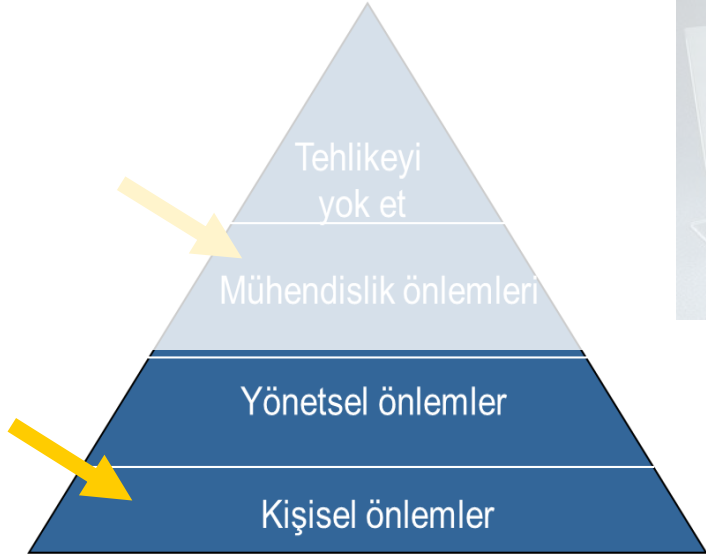 Tehlikeyi
yok et
Mühendislik önlemleri
Yönetsel önlemler
Kişisel önlemler